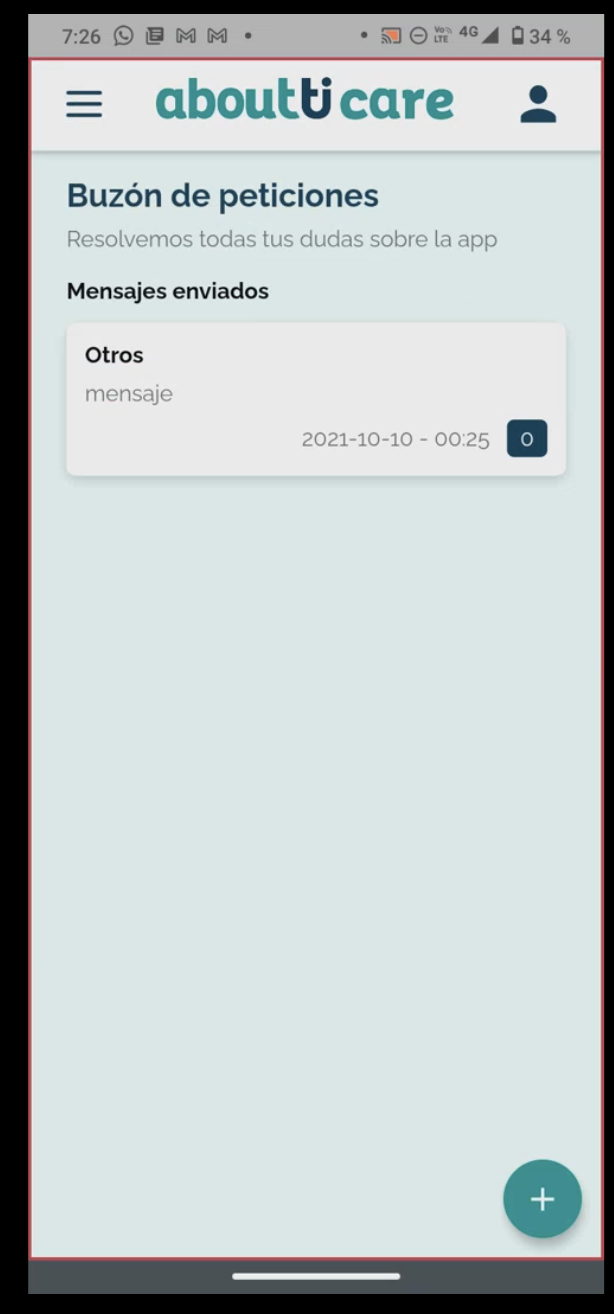 7:26 Vo LTE 4G 34 %
aboutti care
Buzón de peticiones
Resolvemos todas tus dudas sobre la app
Mensajes enviados
Otros
mensaje
2021-10-10 - 00:25 0
+